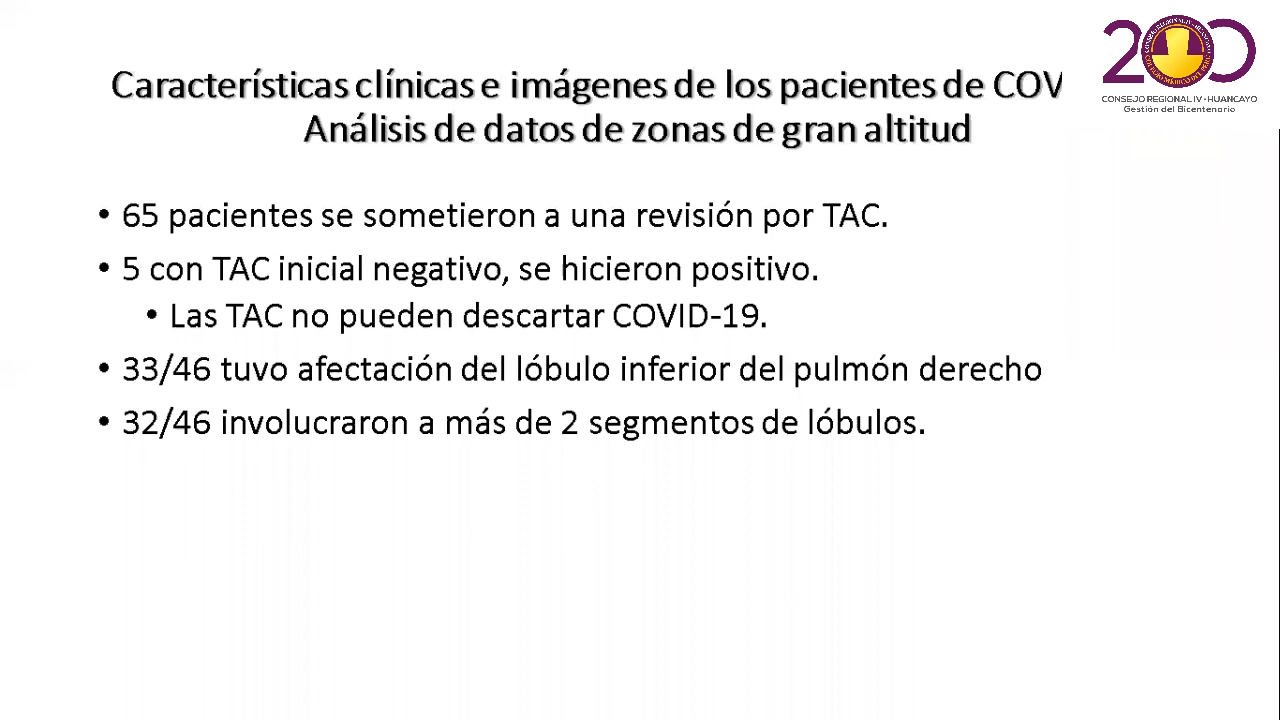 Características clínicas e imágenes de los pacientes de COV
Análisis de datos de zonas de gran altitud
• 65 pacientes se sometieron a una revisión por TAC.
• 5 con TAC inicial negativo, se hicieron positivo.
• Las TAC no pueden descartar COVID-19.
• 33/46 tuvo afectación del lóbulo inferior del pulmón derecho
• 32/46 involucraron a más de 2 segmentos de lóbulos.
200
CONSEJO REGIONAL IV - HUANCAYO
Gestión del Bicentenario